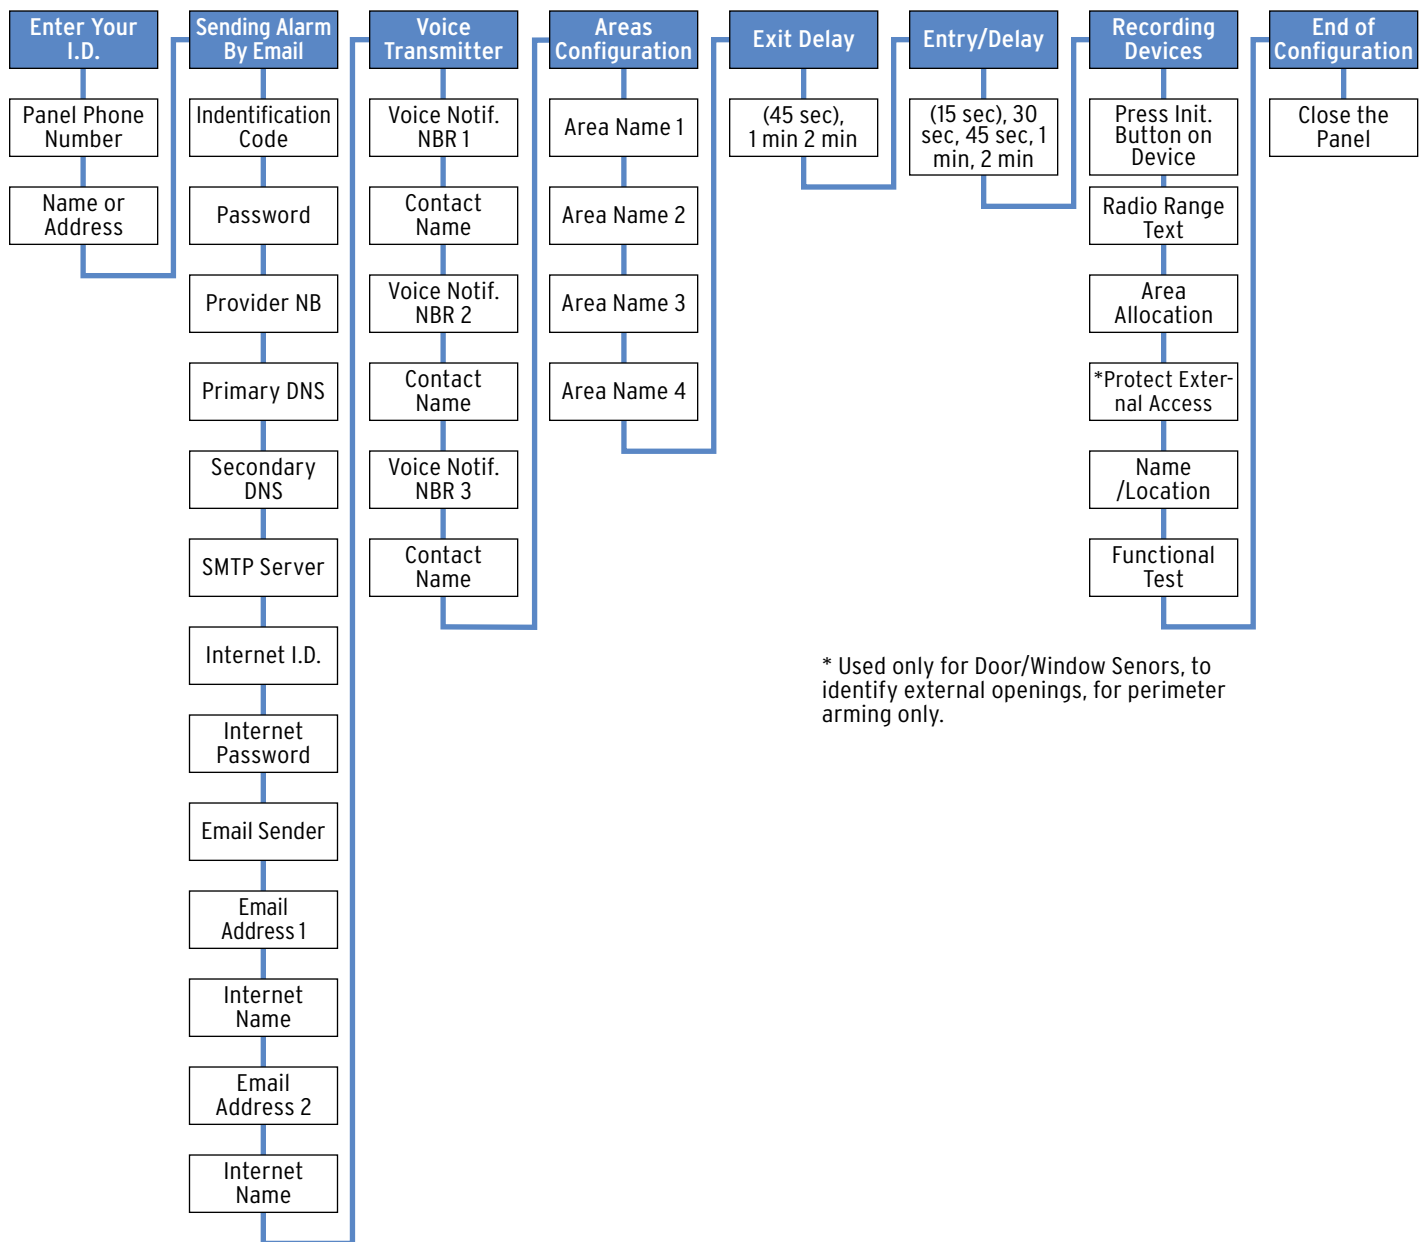 Enter Your
I.D.
Panel Phone
Number
Name or
Address
Sending Alarm
By Email
Indentification
Code
Password
Provider NB
Primary DNS
Secondary
DNS
SMTP Server
Internet I.D.
Internet
Password
Email Sender
Email
Address 1
Internet
Name
Email
Address 2
Internet
Name
Voice
Transmitter
Voice Notif.
NBR 1
Contact
Name
Voice Notif.
NBR 2
Contact
Name
Voice Notif.
NBR 3
Contact
Name
Areas
Configuration
Area Name 1
Area Name 2
Area Name 3
Area Name 4
Exit Delay
(45 sec),
1 min 2 min
Entry/Delay
(15 sec), 30
sec, 45 sec, 1
min, 2 min
Recording
Devices
Press Init.
Button on
Device
Radio Range
Text
Area
Allocation
*Protect Exter-
nal Access
Name
/Location
Functional
Test
End of
Configuration
Close the
Panel
* Used only for Door/Window Senors, to
identify external openings, for perimeter
arming only.